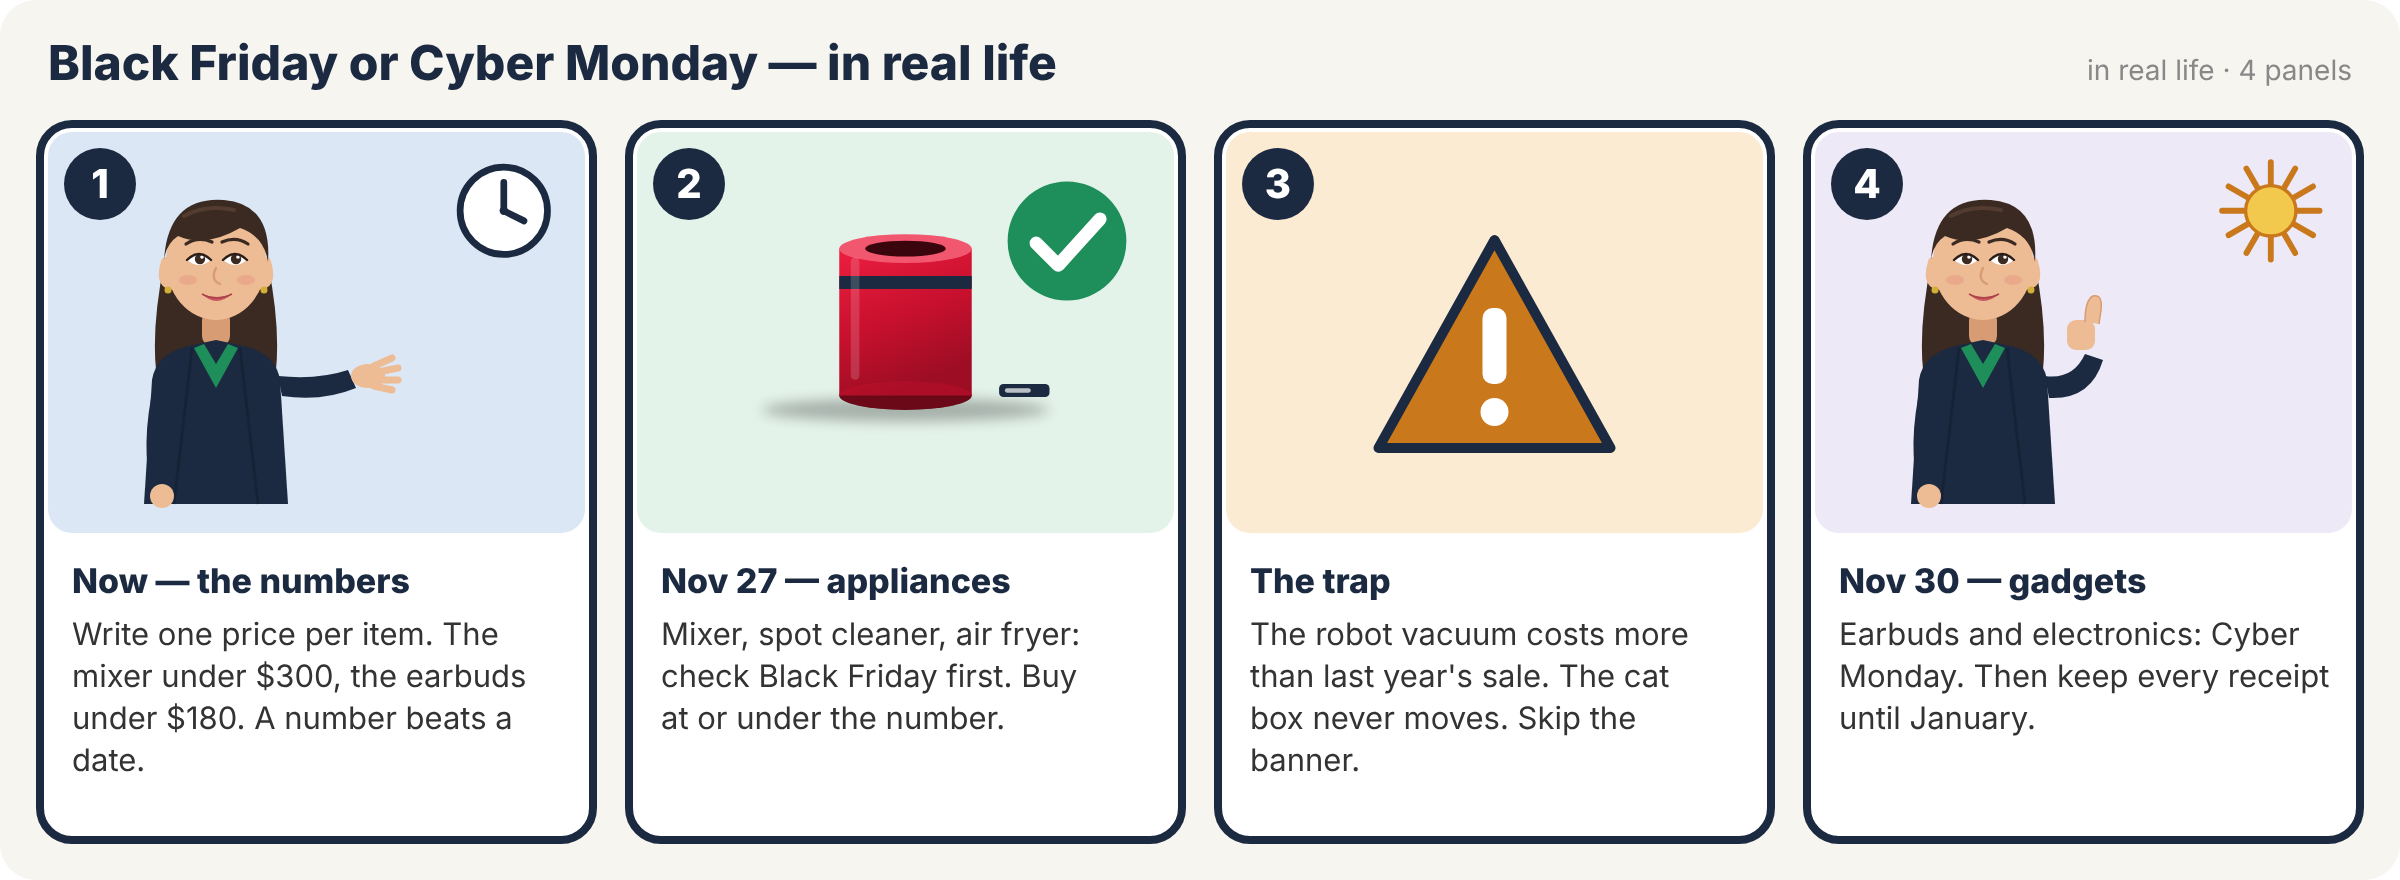 Black Friday or Cyber Monday — in real life
in real life · 4 panels
1
Now — the numbers
Write one price per item. The
mixer under $300, the earbuds
under $180. A number beats a
date.
2
Nov 27 — appliances
Mixer, spot cleaner, air fryer:
check Black Friday first. Buy
at or under the number.
3
The trap
The robot vacuum costs more
than last year's sale. The cat
box never moves. Skip the
banner.
4
Nov 30 — gadgets
Earbuds and electronics: Cyber
Monday. Then keep every receipt
until January.